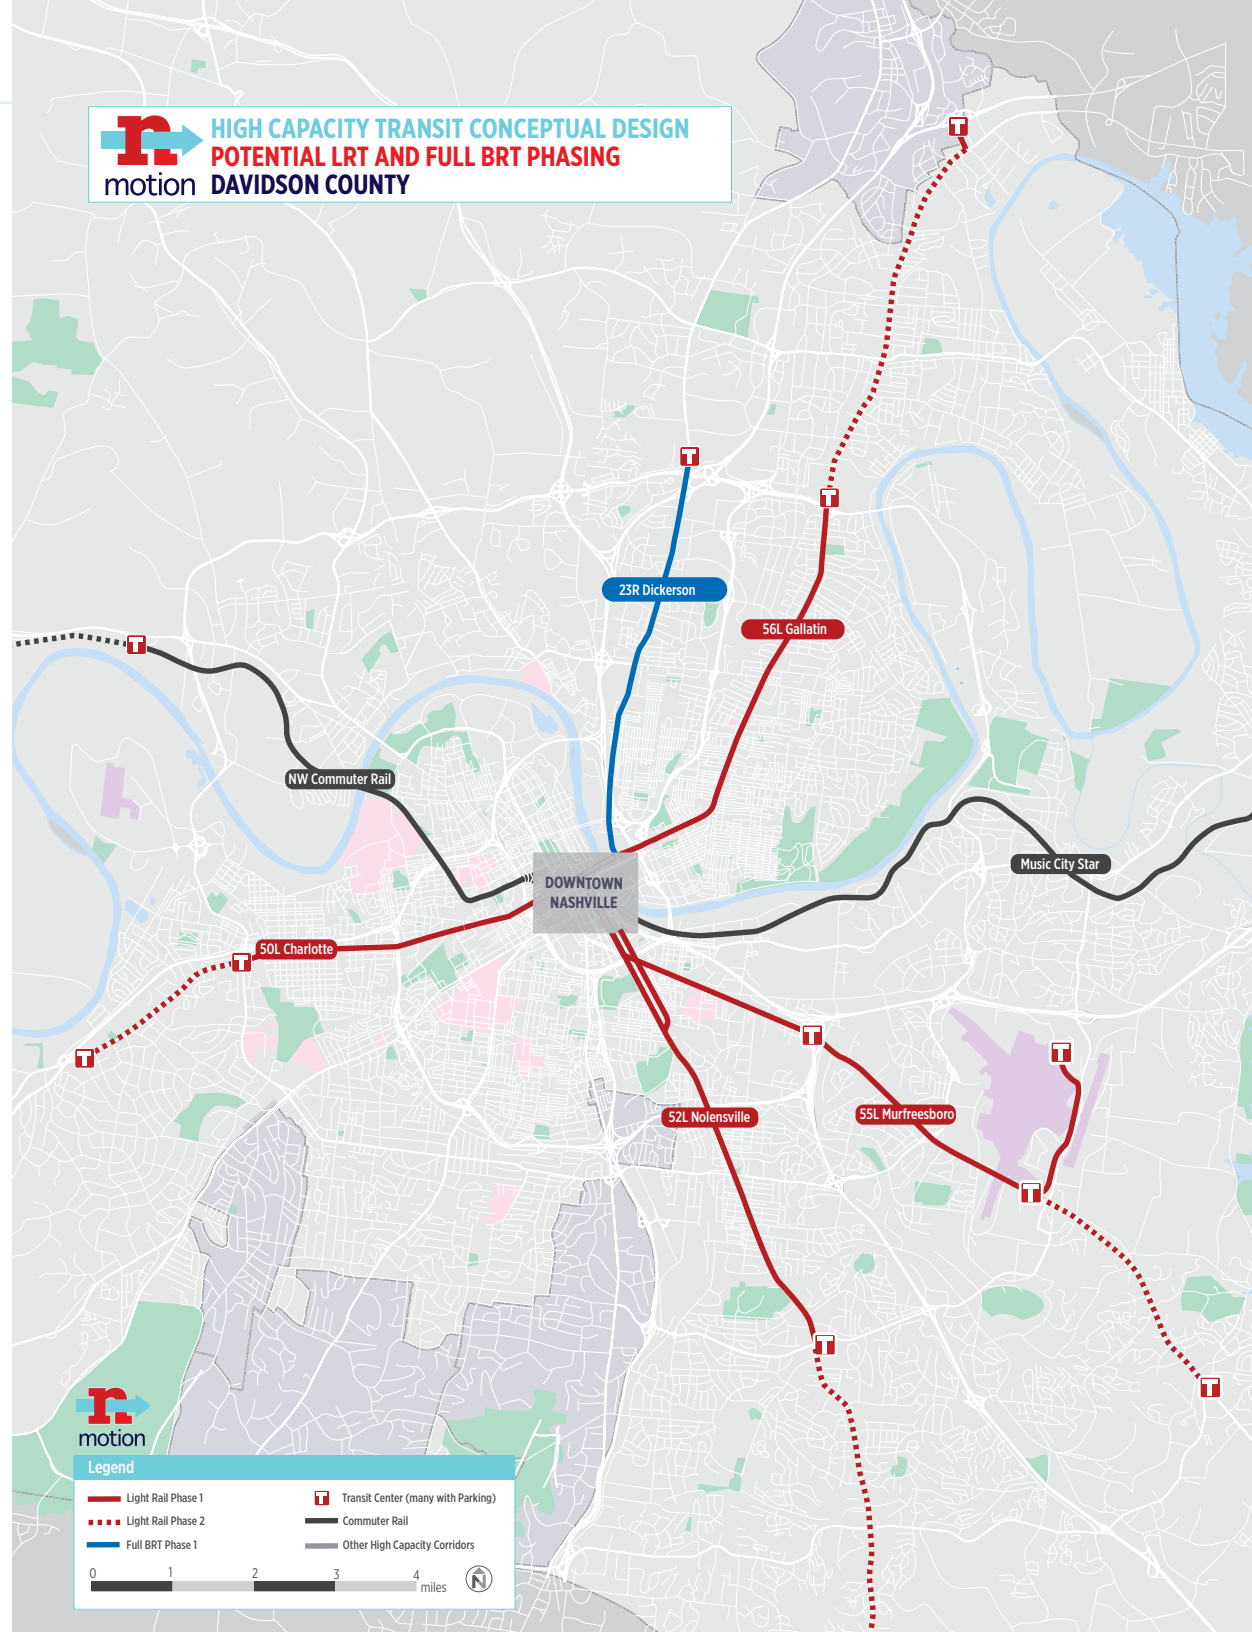 n
motion
HIGH CAPACITY TRANSIT CONCEPTUAL DESIGN
POTENTIAL LRT AND FULL BRT PHASING
DAVIDSON COUNTY
T
T
T
23R Dickerson
56L Gallatin
T
NW Commuter Rail
Music City Star
DOWNTOWN
NASHVILLE
50L Charlotte
T
T
T
T
55L Murfreesboro
52L Nolensville
T
T
T
n
motion
Legend
Light Rail Phase 1
Light Rail Phase 2
Full BRT Phase 1
T
Transit Center (many with Parking)
Commuter Rail
Other High Capacity Corridors
0 1 2 3 4
miles
N